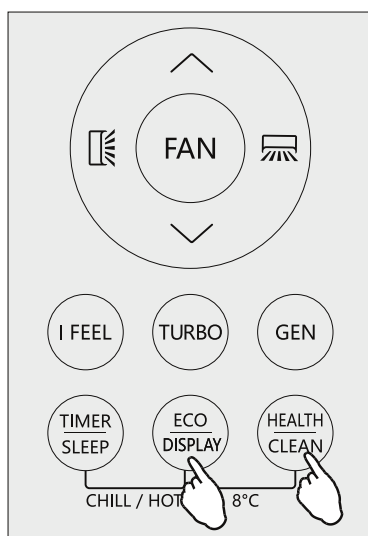 FAN
I FEEL
TURBO
GEN
TIMER
SLEEP
ECO
DISPLAY
HEALTH
CLEAN
CHILL / HOT 8°C